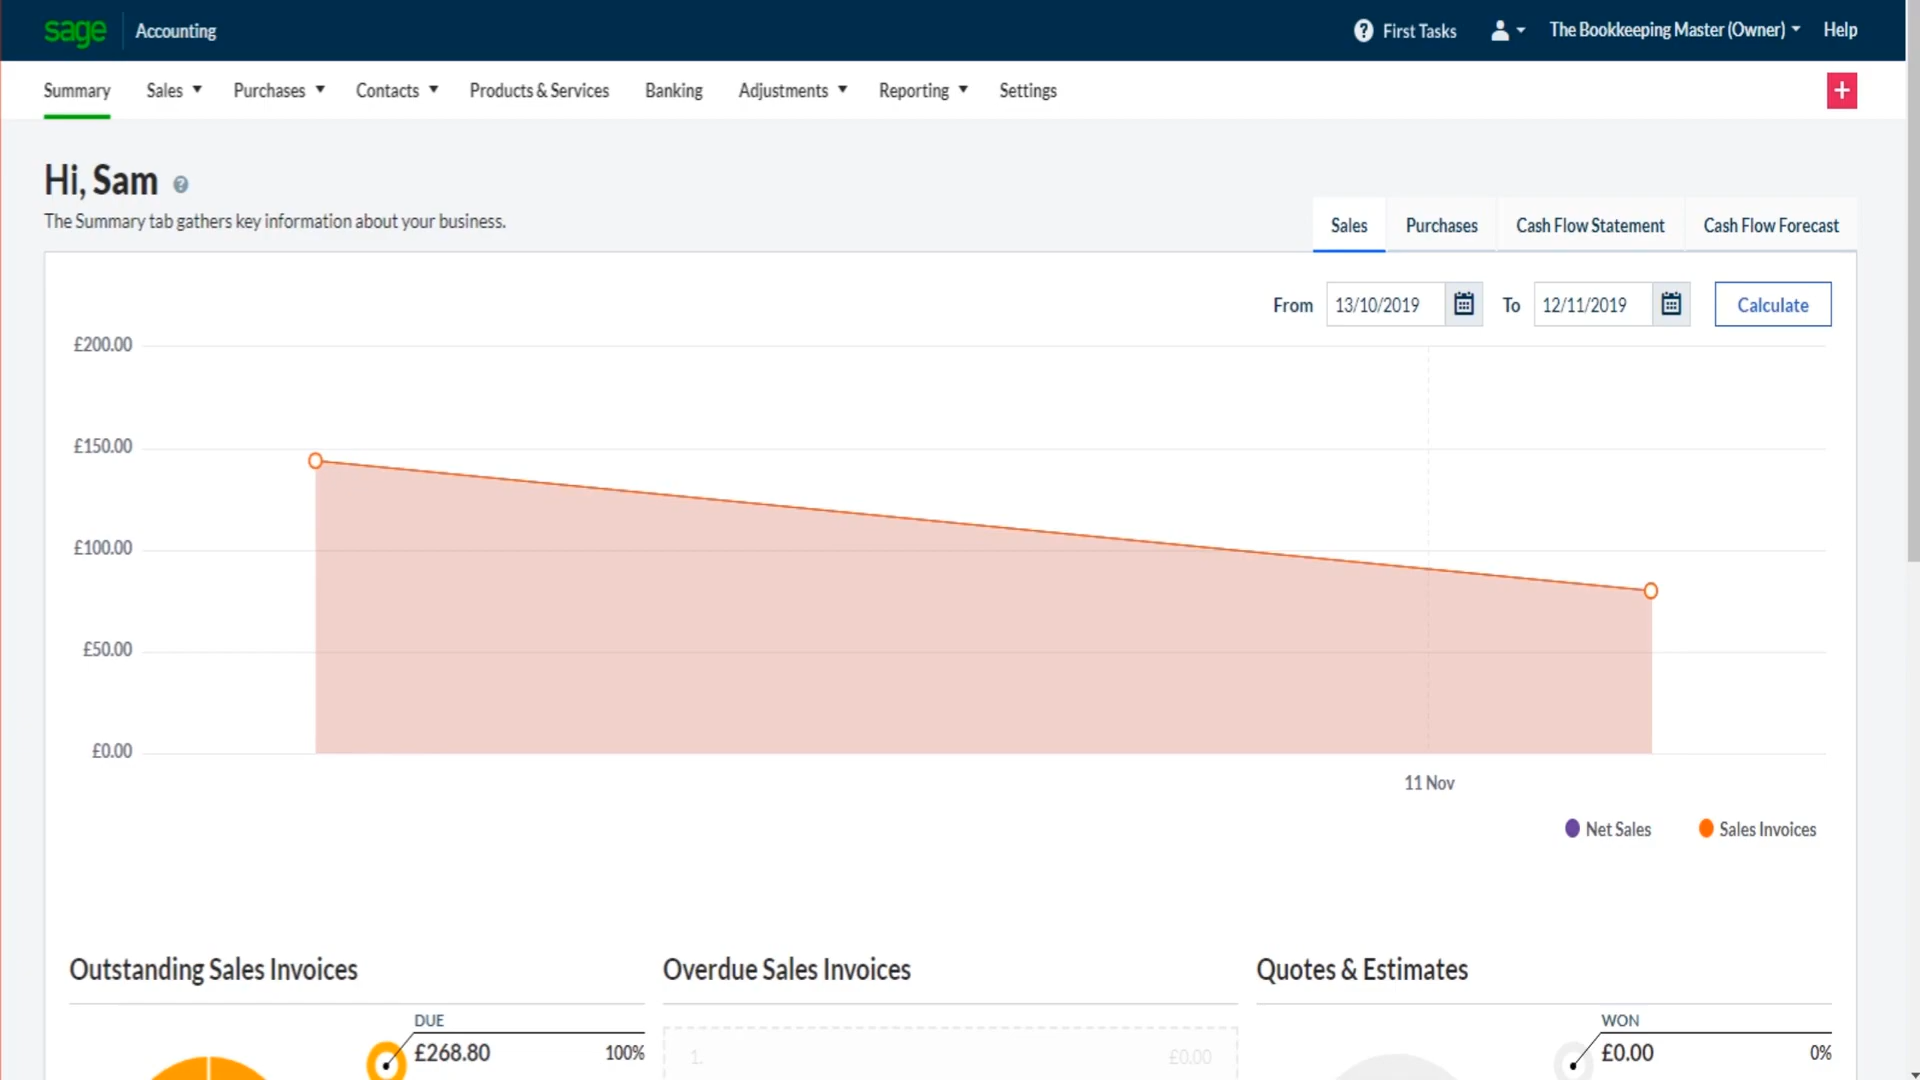 sage
Accounting
? First Tasks
The Bookkeeping Master (Owner)
Help
Summary
Sales
Purchases
Contacts
Products & Services
Banking
Adjustments
Reporting
Settings
+
Hi, Sam ?
The Summary tab gathers key information about your business.
Sales
Purchases
Cash Flow Statement
Cash Flow Forecast
From 13/10/2019 To 12/11/2019 Calculate
£200.00
£150.00
£100.00
£50.00
£0.00
11 Nov
Net Sales
Sales Invoices
Outstanding Sales Invoices
DUE
£268.80 100%
Overdue Sales Invoices
1. £0.00
Quotes & Estimates
WON
£0.00 0%